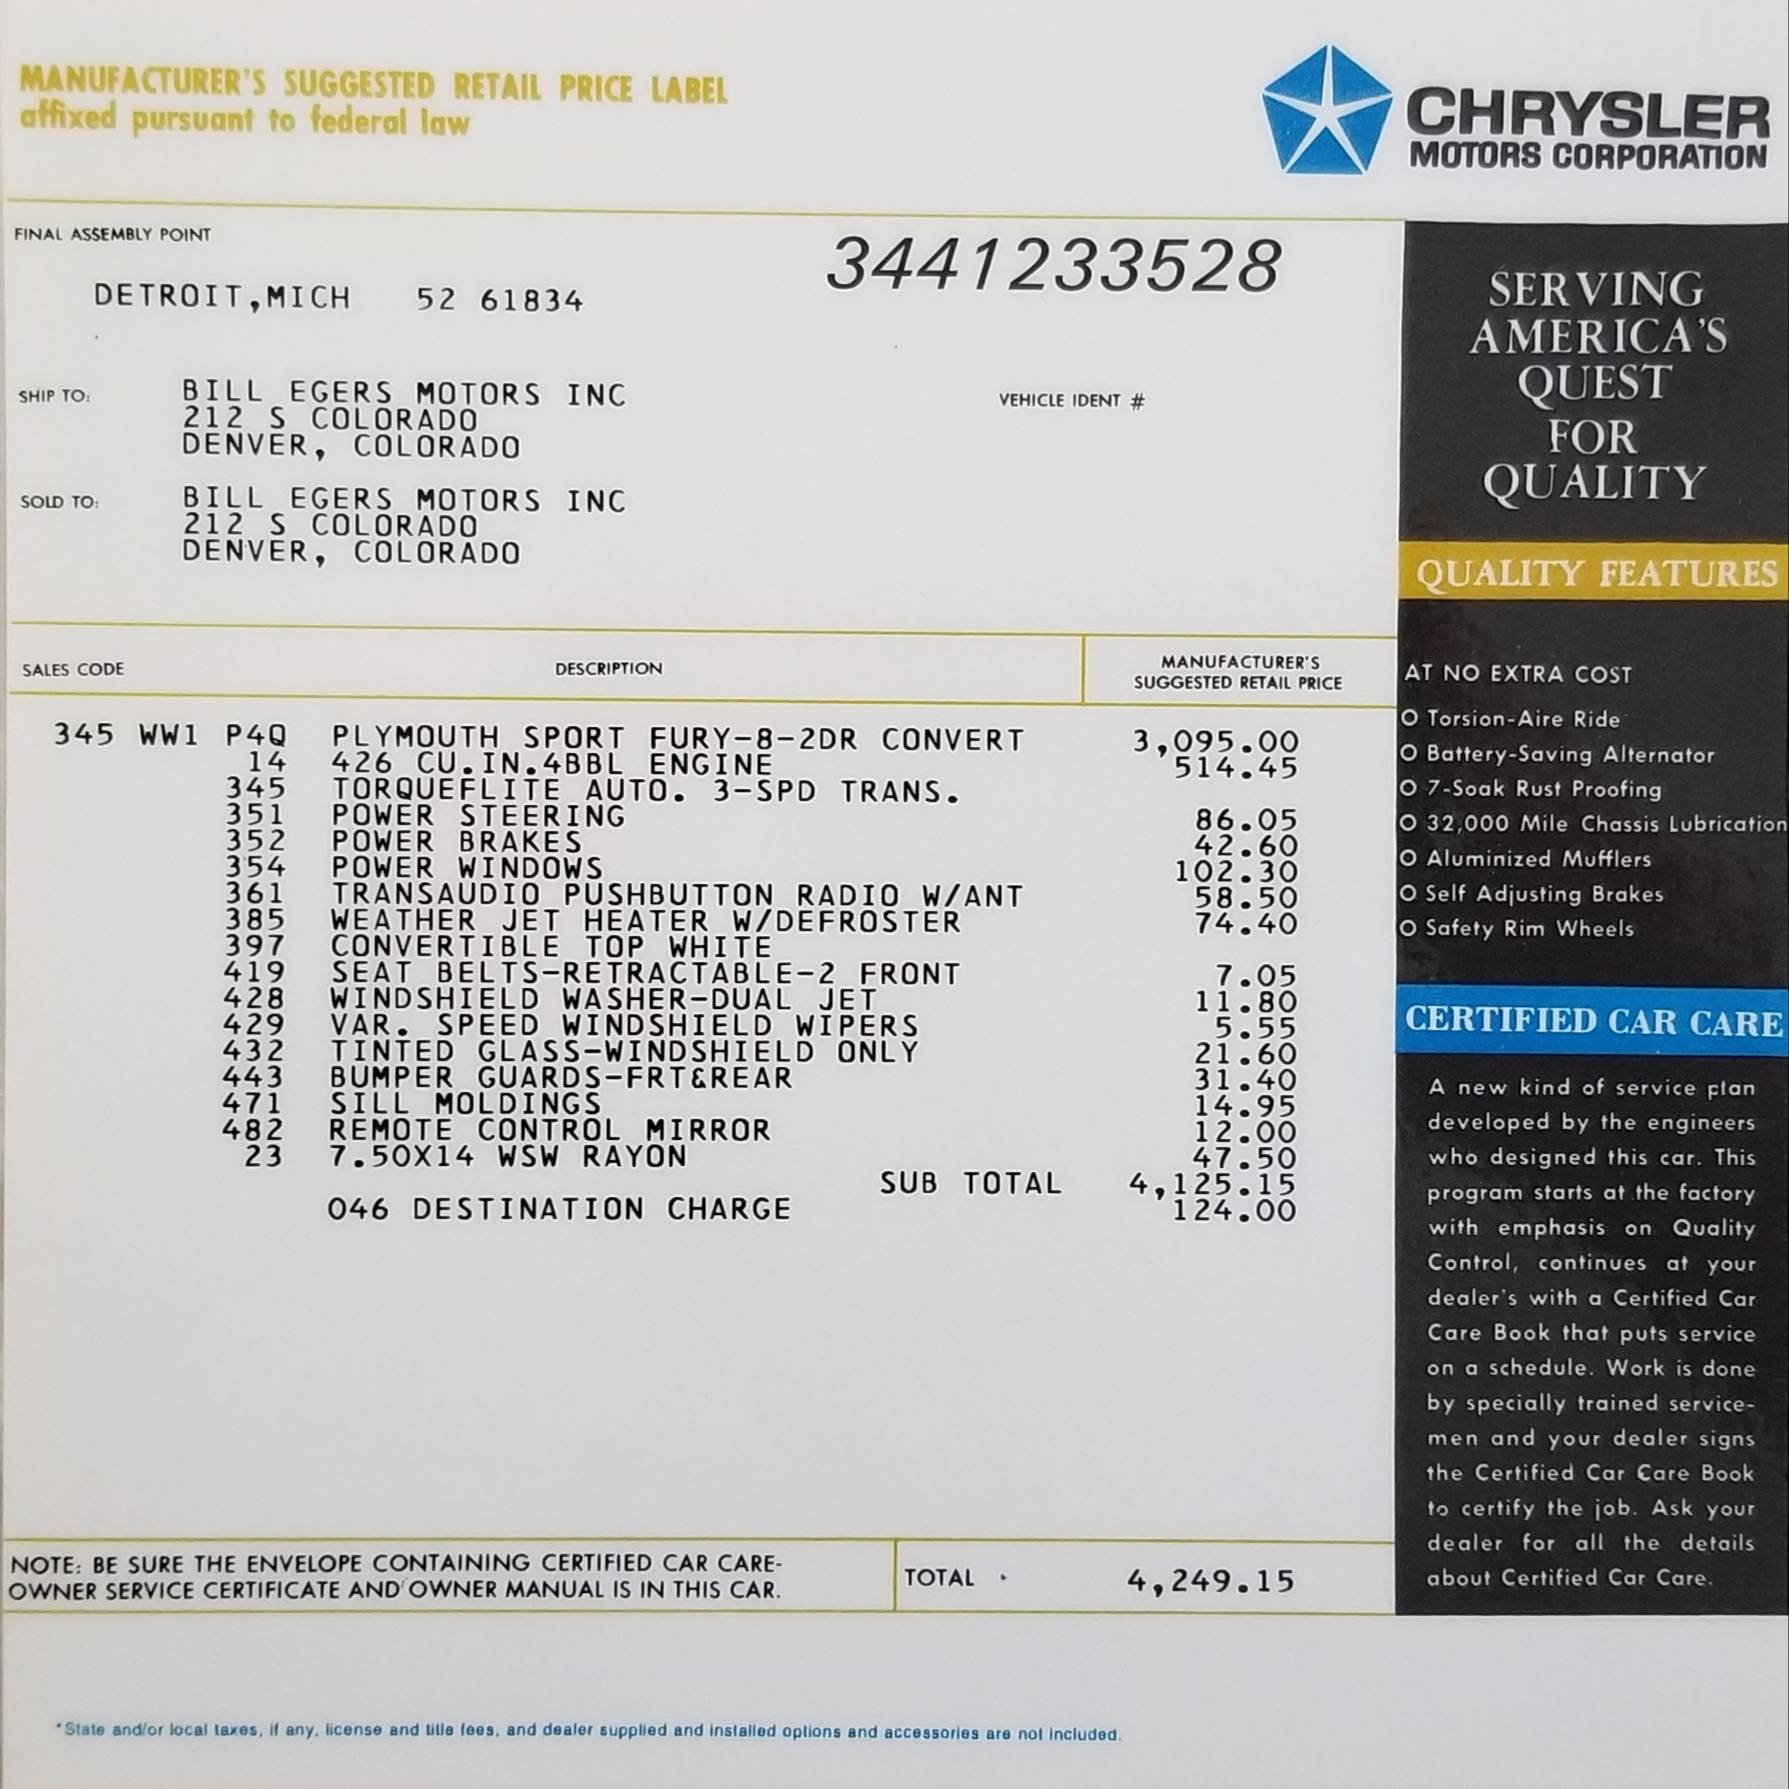 MANUFACTURER'S SUGGESTED RETAIL PRICE LABEL
affixed pursuant to federal law
CHRYSLER
MOTORS CORPORATION
FINAL ASSEMBLY POINT
3441233528
DETROIT,MICH 52 61834
SHIP TO:
BILL EGERS MOTORS INC
212 S COLORADO
DENVER, COLORADO
VEHICLE IDENT #
SOLD TO:
BILL EGERS MOTORS INC
212 S COLORADO
DENVER, COLORADO
SALES CODE DESCRIPTION MANUFACTURER'S
SUGGESTED RETAIL PRICE
345 WW1 P4Q PLYMOUTH SPORT FURY-8-2DR CONVERT 3,095.00
14 426 CU.IN.4BBL ENGINE 514.45
345 TORQUEFLITE AUTO. 3-SPD TRANS.
351 POWER STEERING 86.05
352 POWER BRAKES 42.60
354 POWER WINDOWS 102.30
361 TRANSAUDIO PUSHBUTTON RADIO W/ANT 58.50
385 WEATHER JET HEATER W/DEFROSTER 74.40
397 CONVERTIBLE TOP WHITE
419 SEAT BELTS-RETRACTABLE-2 FRONT 7.05
428 WINDSHIELD WASHER-DUAL JET 11.80
429 VAR. SPEED WINDSHIELD WIPERS 5.55
432 TINTED GLASS-WINDSHIELD ONLY 21.60
443 BUMPER GUARDS-FRT&REAR 31.40
471 SILL MOLDINGS 14.95
482 REMOTE CONTROL MIRROR 12.00
23 7.50X14 WSW RAYON 47.50
SUB TOTAL 4,125.15
046 DESTINATION CHARGE 124.00
NOTE: BE SURE THE ENVELOPE CONTAINING CERTIFIED CAR CARE-
OWNER SERVICE CERTIFICATE AND OWNER MANUAL IS IN THIS CAR.
TOTAL 4,249.15
SERVING
AMERICA'S
QUEST
FOR
QUALITY
QUALITY FEATURES
AT NO EXTRA COST
O Torsion-Aire Ride
O Battery-Saving Alternator
O 7-Soak Rust Proofing
O 32,000 Mile Chassis Lubrication
O Aluminized Mufflers
O Self Adjusting Brakes
O Safety Rim Wheels
CERTIFIED CAR CARE
A new kind of service plan
developed by the engineers
who designed this car. This
program starts at the factory
with emphasis on Quality
Control, continues at your
dealer's with a Certified Car
Care Book that puts service
on a schedule. Work is done
by specially trained service-
men and your dealer signs
the Certified Car Care Book
to certify the job. Ask your
dealer for all the details
about Certified Car Care.
*State and/or local taxes, if any, license and title fees, and dealer supplied and installed options and accessories are not included.